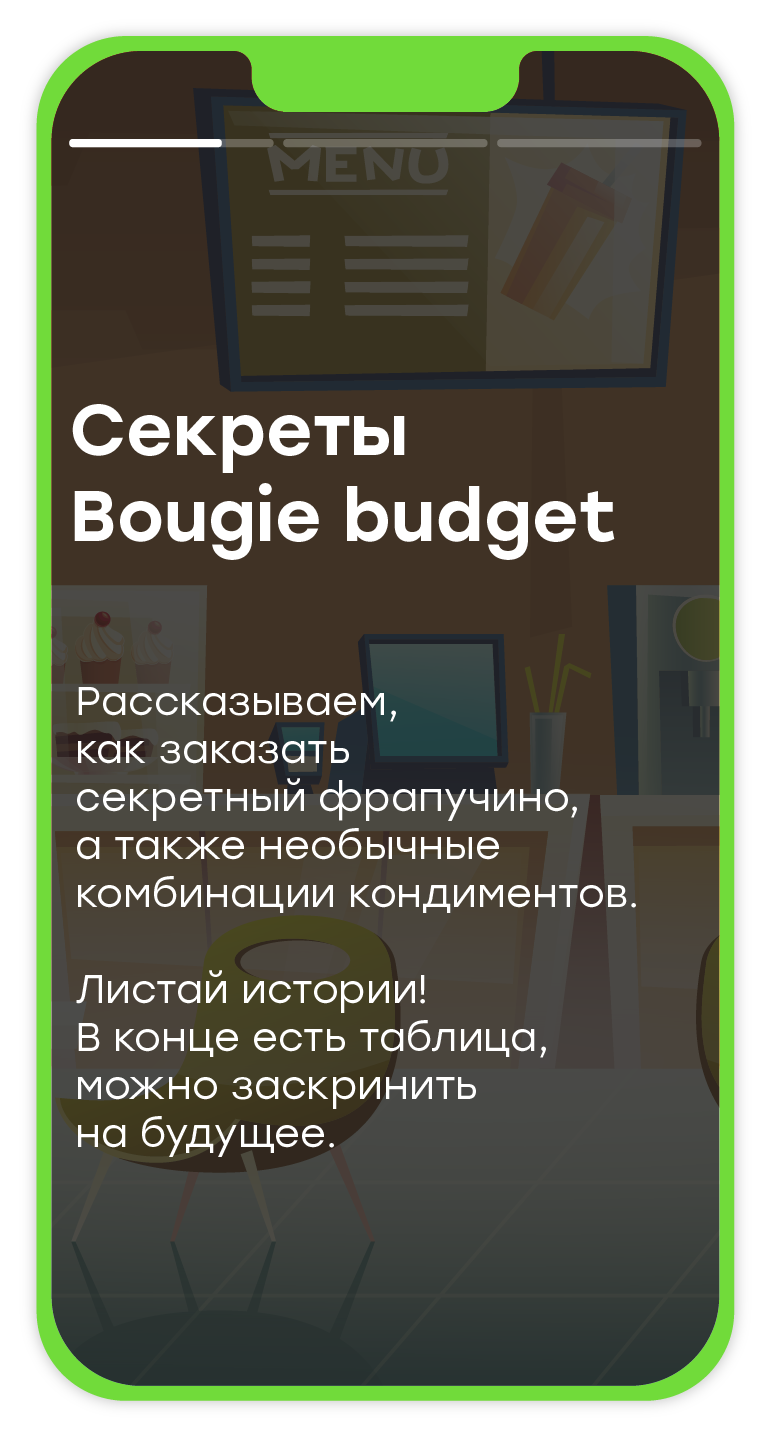 MENU
Секреты
Bougie budget
Рассказываем,
как заказать
секретный фрапучино,
а также необычные
комбинации кондиментов.
Листай истории!
В конце есть таблица,
можно заскринить
на будущее.